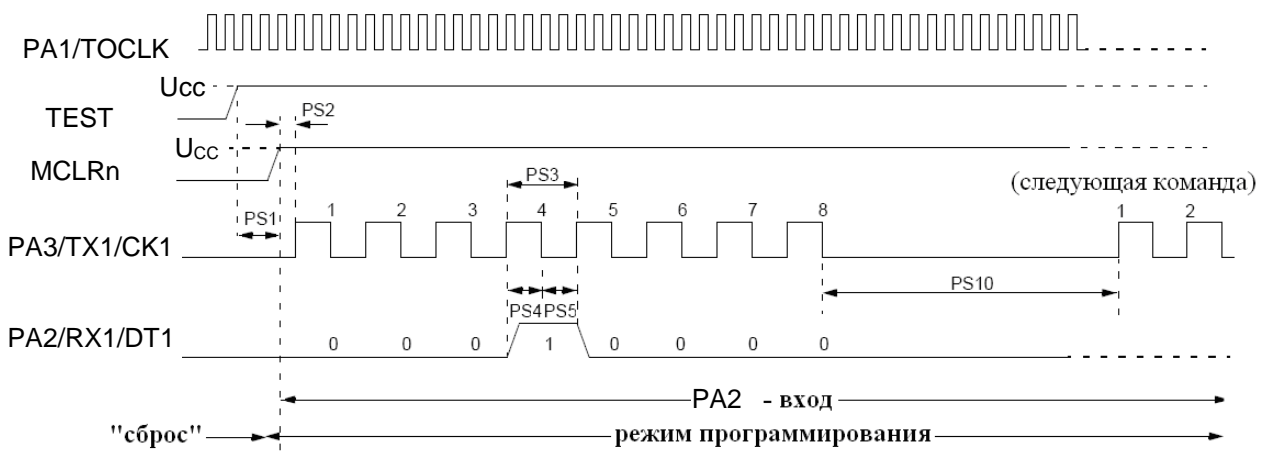 PA1/TOCLK
Ucc
TEST
PS2
Ucc
MCLRn
PS3
(следующая команда)
PS1
1 2 3 4 5 6 7 8 1 2
PA3/TX1/CK1
PS10
PS4 PS5
PA2/RX1/DT1
0 0 0 1 0 0 0 0
PA2 - вход
"сброс" режим программирования